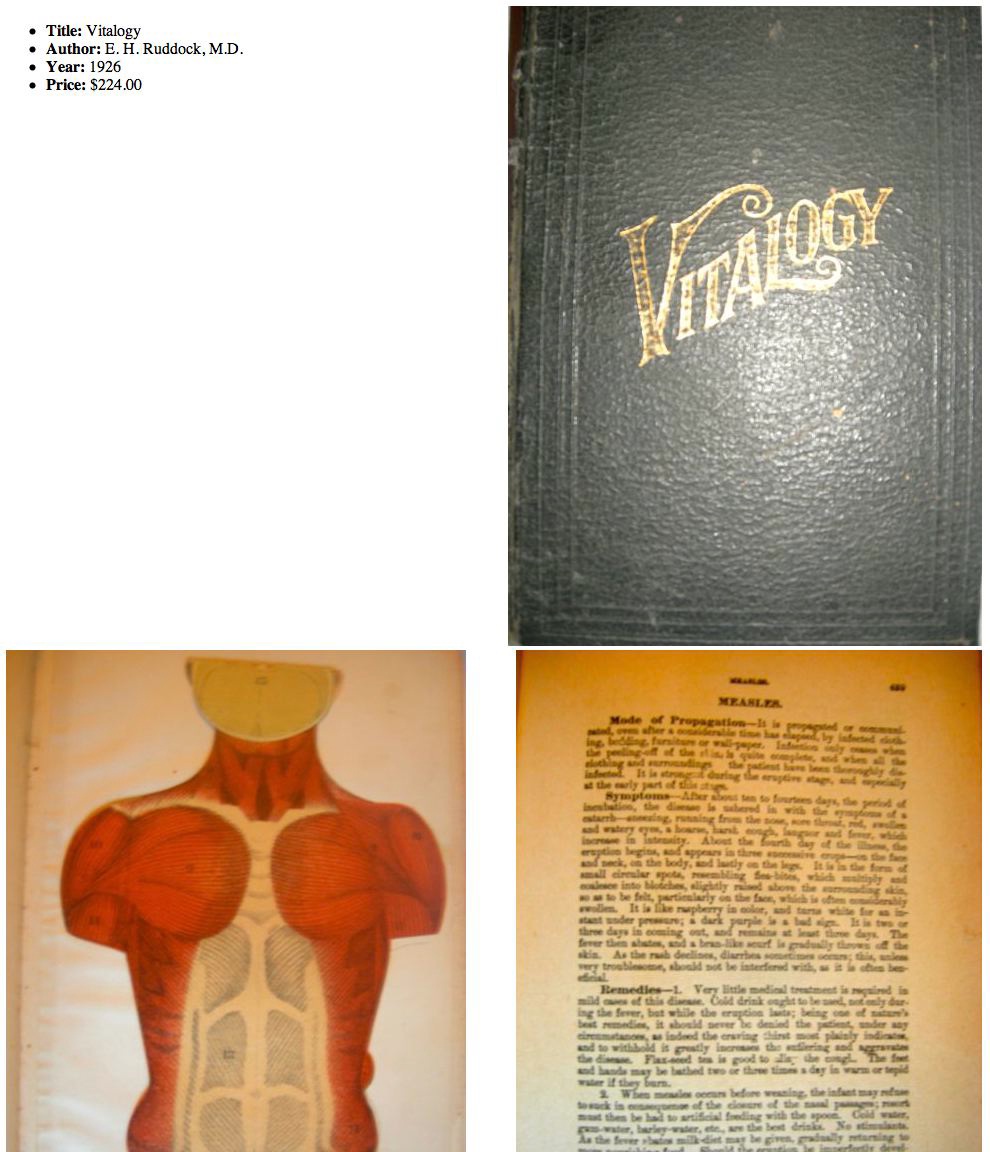 Title: Vitalogy
Author: E. H. Ruddock, M.D.
Year: 1926
Price: $224.00
VITALOGY
MEASLES.
MEASLES.
Mode of Propagation—It is propagated or communi-
cated, even after a considerable time has elapsed, by infected cloth-
ing, bedding, furniture or wall-paper. Infection only ceases when
the peeling-off of the skin is quite complete, and when all the
clothing and surroundings the patient have been thoroughly dis-
infected. It is strongest during the eruptive stage, and especially
at the early part of this stage.
Symptoms—After about ten to fourteen days, the period of
incubation, the disease is ushered in with the symptoms of a
catarrh—sneezing, running from the nose, sore throat, red, swollen
and watery eyes, a hoarse, harsh cough, languor and fever, which
increase in intensity. About the fourth day of the illness, the
eruption begins, and appears in three successive crops—on the face
and neck, on the body, and lastly on the legs. It is in the form of
small circular spots, resembling flea-bites, which multiply and
coalesce into blotches, slightly raised above the surrounding skin,
so as to be felt, particularly on the face, which is often considerably
swollen. It is like raspberry in color, and turns white for an in-
stant under pressure; a dark purple is a bad sign. It is two or
three days in coming out, and remains at least three days. The
fever then abates, and a bran-like scurf is gradually thrown off the
skin. As the rash declines, diarrhea sometimes occurs; this, unless
very troublesome, should not be interfered with, as it is often ben-
eficial.
Remedies—1. Very little medical treatment is required in
mild cases of this disease. Cold drink ought to be used, not only dur-
ing the fever, but while the eruption lasts; being one of nature's
best remedies, it should never be denied the patient, under any
circumstances, as indeed the craving thirst most plainly indicates,
and to withhold it greatly increases the suffering and aggravates
the disease. Flax-seed tea is good to the cough. The feet
and hands may be bathed two or three times a day in warm or tepid
water if they burn.
2. When measles occurs before weaning, the infant may refuse
to suck in consequence of the closure of the nasal passages; resort
must then be had to artificial feeding with the spoon. Cold water,
gum-water, barley-water, etc., are the best drinks. No stimulants.
As the fever abates milk-diet may be given, gradually returning to
more nourishing food. Should the eruption be imperfectly devel-